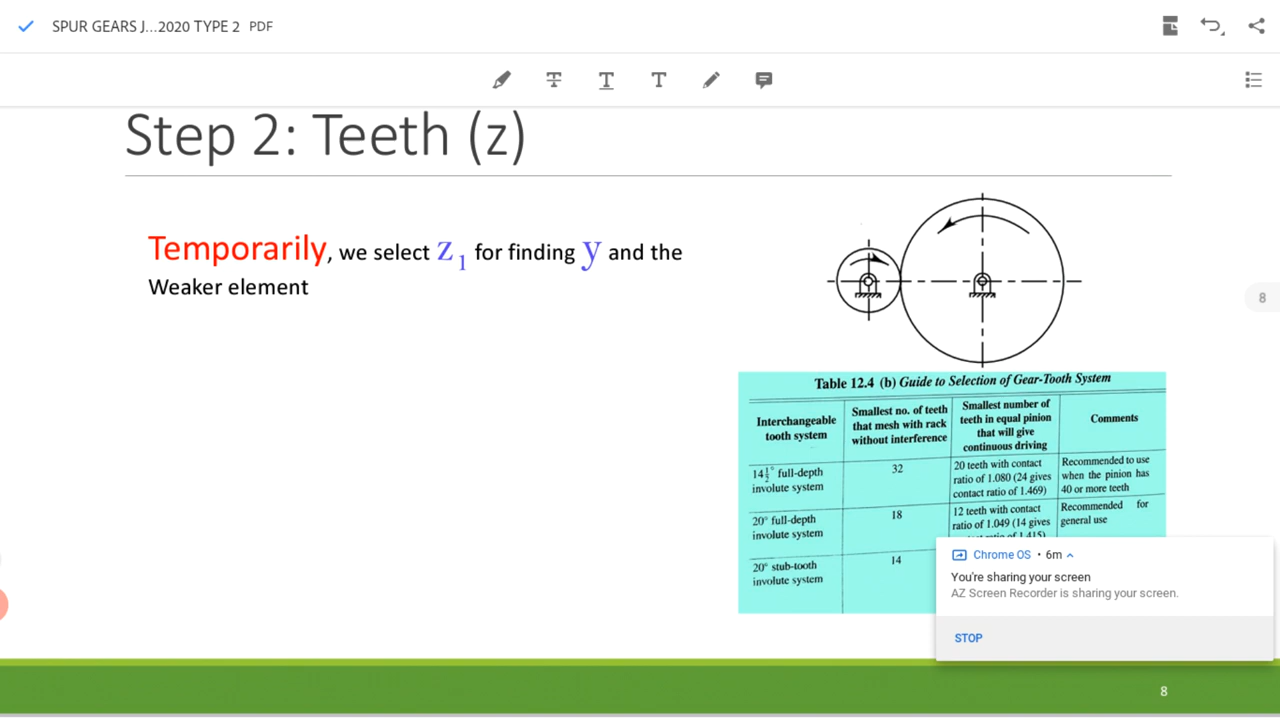 SPUR GEARS J...2020 TYPE 2 PDF
Step 2: Teeth (z)
Temporarily, we select z1 for finding y and the
Weaker element
8
Table 12.4 (b) Guide to Selection of Gear-Tooth System
Interchangeable tooth system
Smallest no. of teeth that mesh with rack without interference
Smallest number of teeth in equal pinion that will give continuous driving
Comments
14½° full-depth involute system
32
20 teeth with contact ratio of 1.080 (24 gives contact ratio of 1.469)
Recommended to use when the pinion has 40 or more teeth
20° full-depth involute system
18
12 teeth with contact ratio of 1.049 (14 gives
ratio of 1.415)
Recommended for general use
20° stub-tooth involute system
14
Chrome OS • 6m
You're sharing your screen
AZ Screen Recorder is sharing your screen.
STOP
8